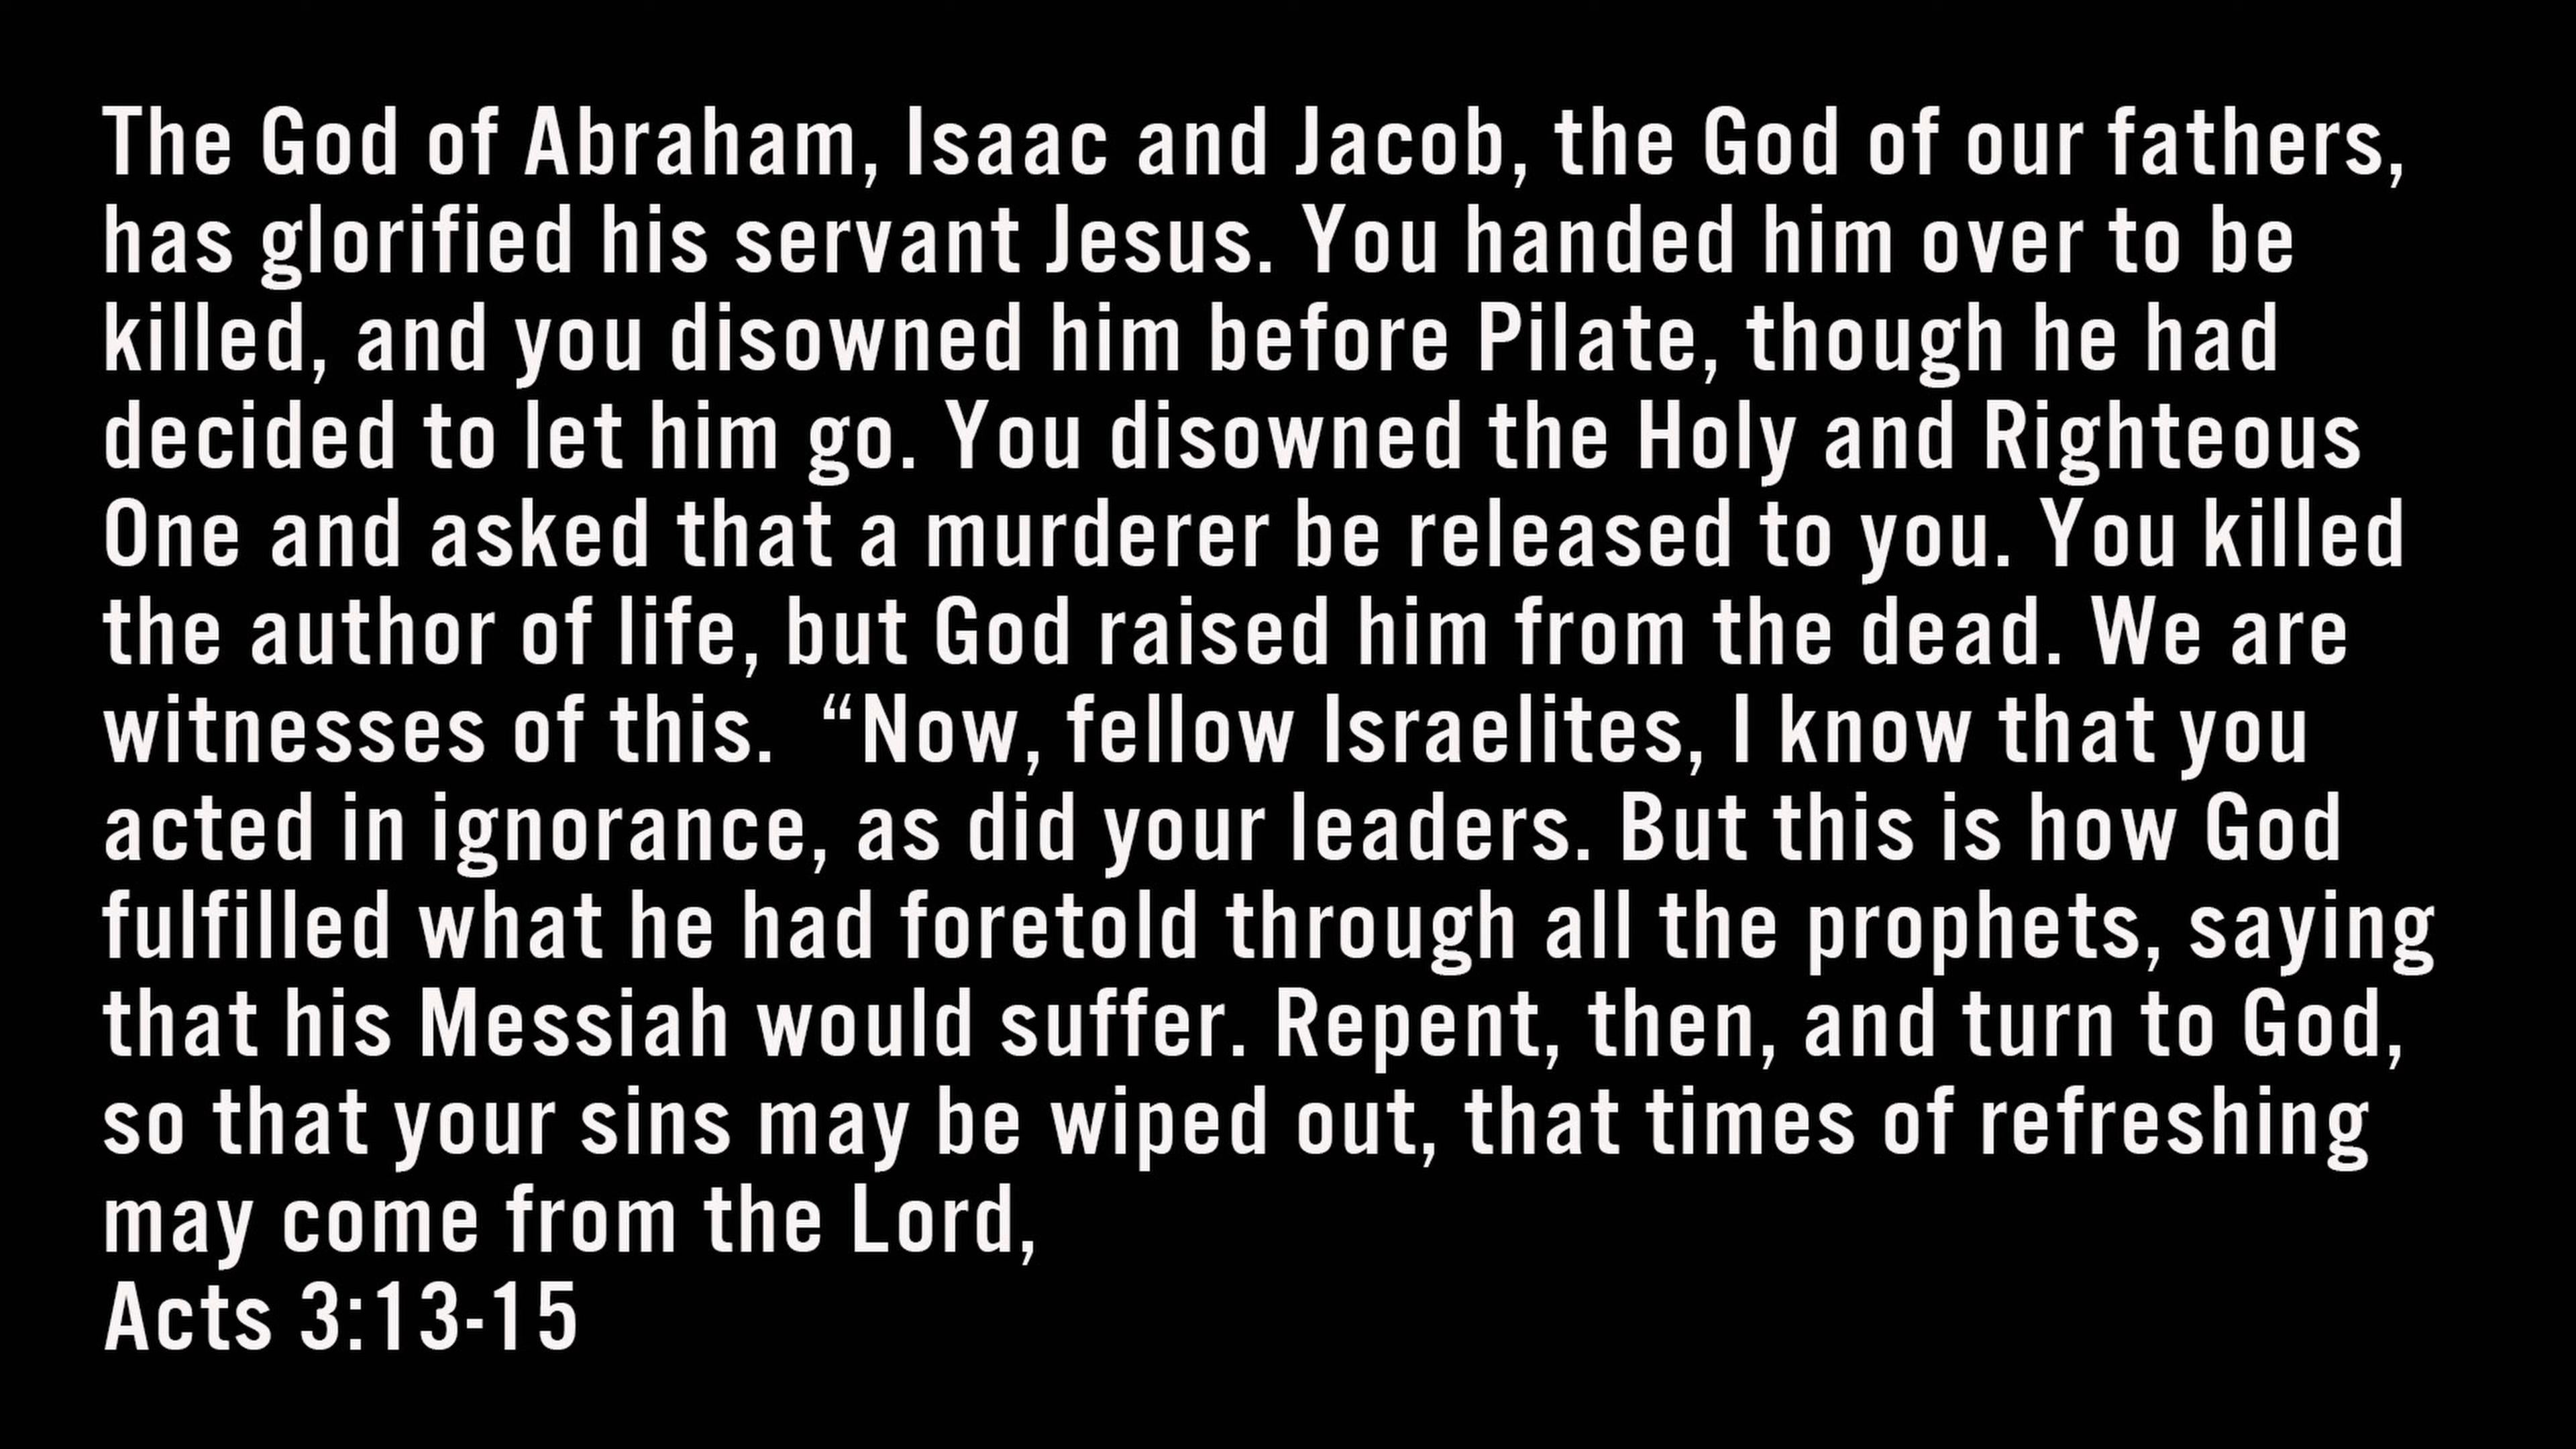 The God of Abraham, Isaac and Jacob, the God of our fathers,
has glorified his servant Jesus. You handed him over to be
killed, and you disowned him before Pilate, though he had
decided to let him go. You disowned the Holy and Righteous
One and asked that a murderer be released to you. You killed
the author of life, but God raised him from the dead. We are
witnesses of this.  “Now, fellow Israelites, I know that you
acted in ignorance, as did your leaders. But this is how God
fulfilled what he had foretold through all the prophets, saying
that his Messiah would suffer. Repent, then, and turn to God,
so that your sins may be wiped out, that times of refreshing
may come from the Lord,
Acts 3:13-15